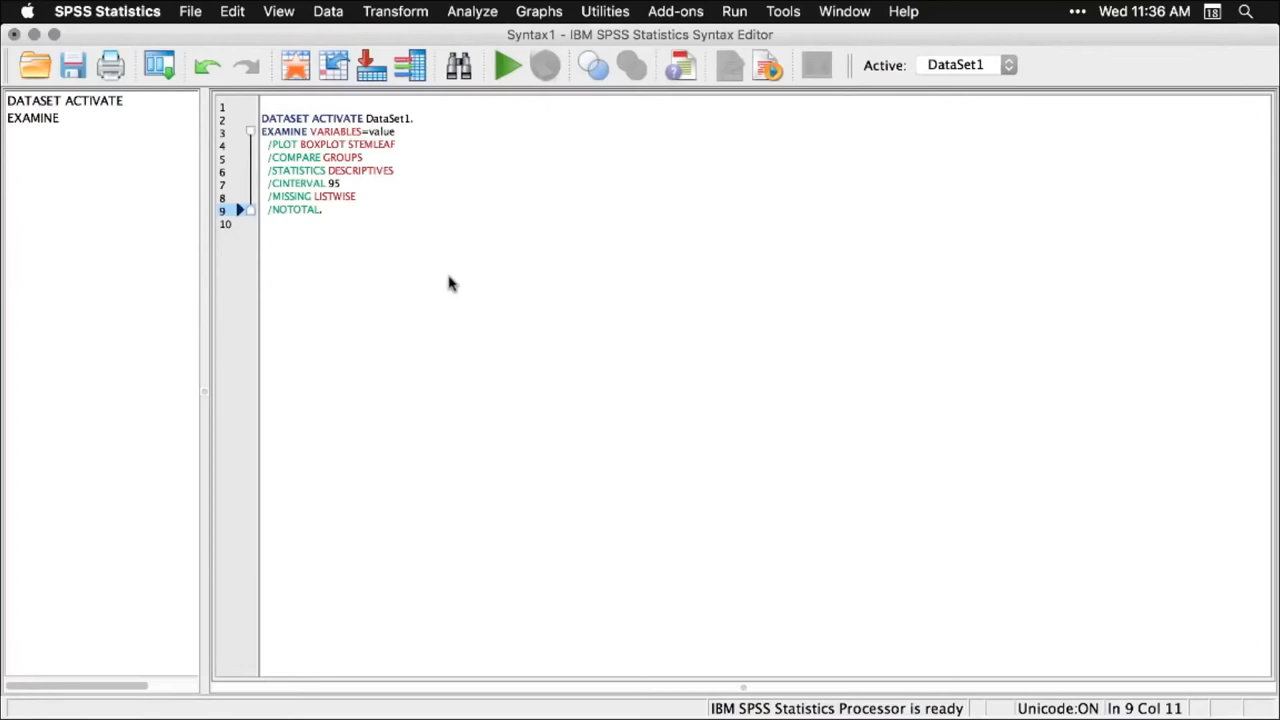 SPSS Statistics File Edit View Data Transform Analyze Graphs Utilities Add-ons Run Tools Window Help ••• Wed 11:36 AM 18
Syntax1 - IBM SPSS Statistics Syntax Editor
Active: DataSet1
DATASET ACTIVATE
EXAMINE
1
2 DATASET ACTIVATE DataSet1.
3 EXAMINE VARIABLES=value
4 /PLOT BOXPLOT STEMLEAF
5 /COMPARE GROUPS
6 /STATISTICS DESCRIPTIVES
7 /CINTERVAL 95
8 /MISSING LISTWISE
9 /NOTOTAL.
10
IBM SPSS Statistics Processor is ready Unicode:ON In 9 Col 11